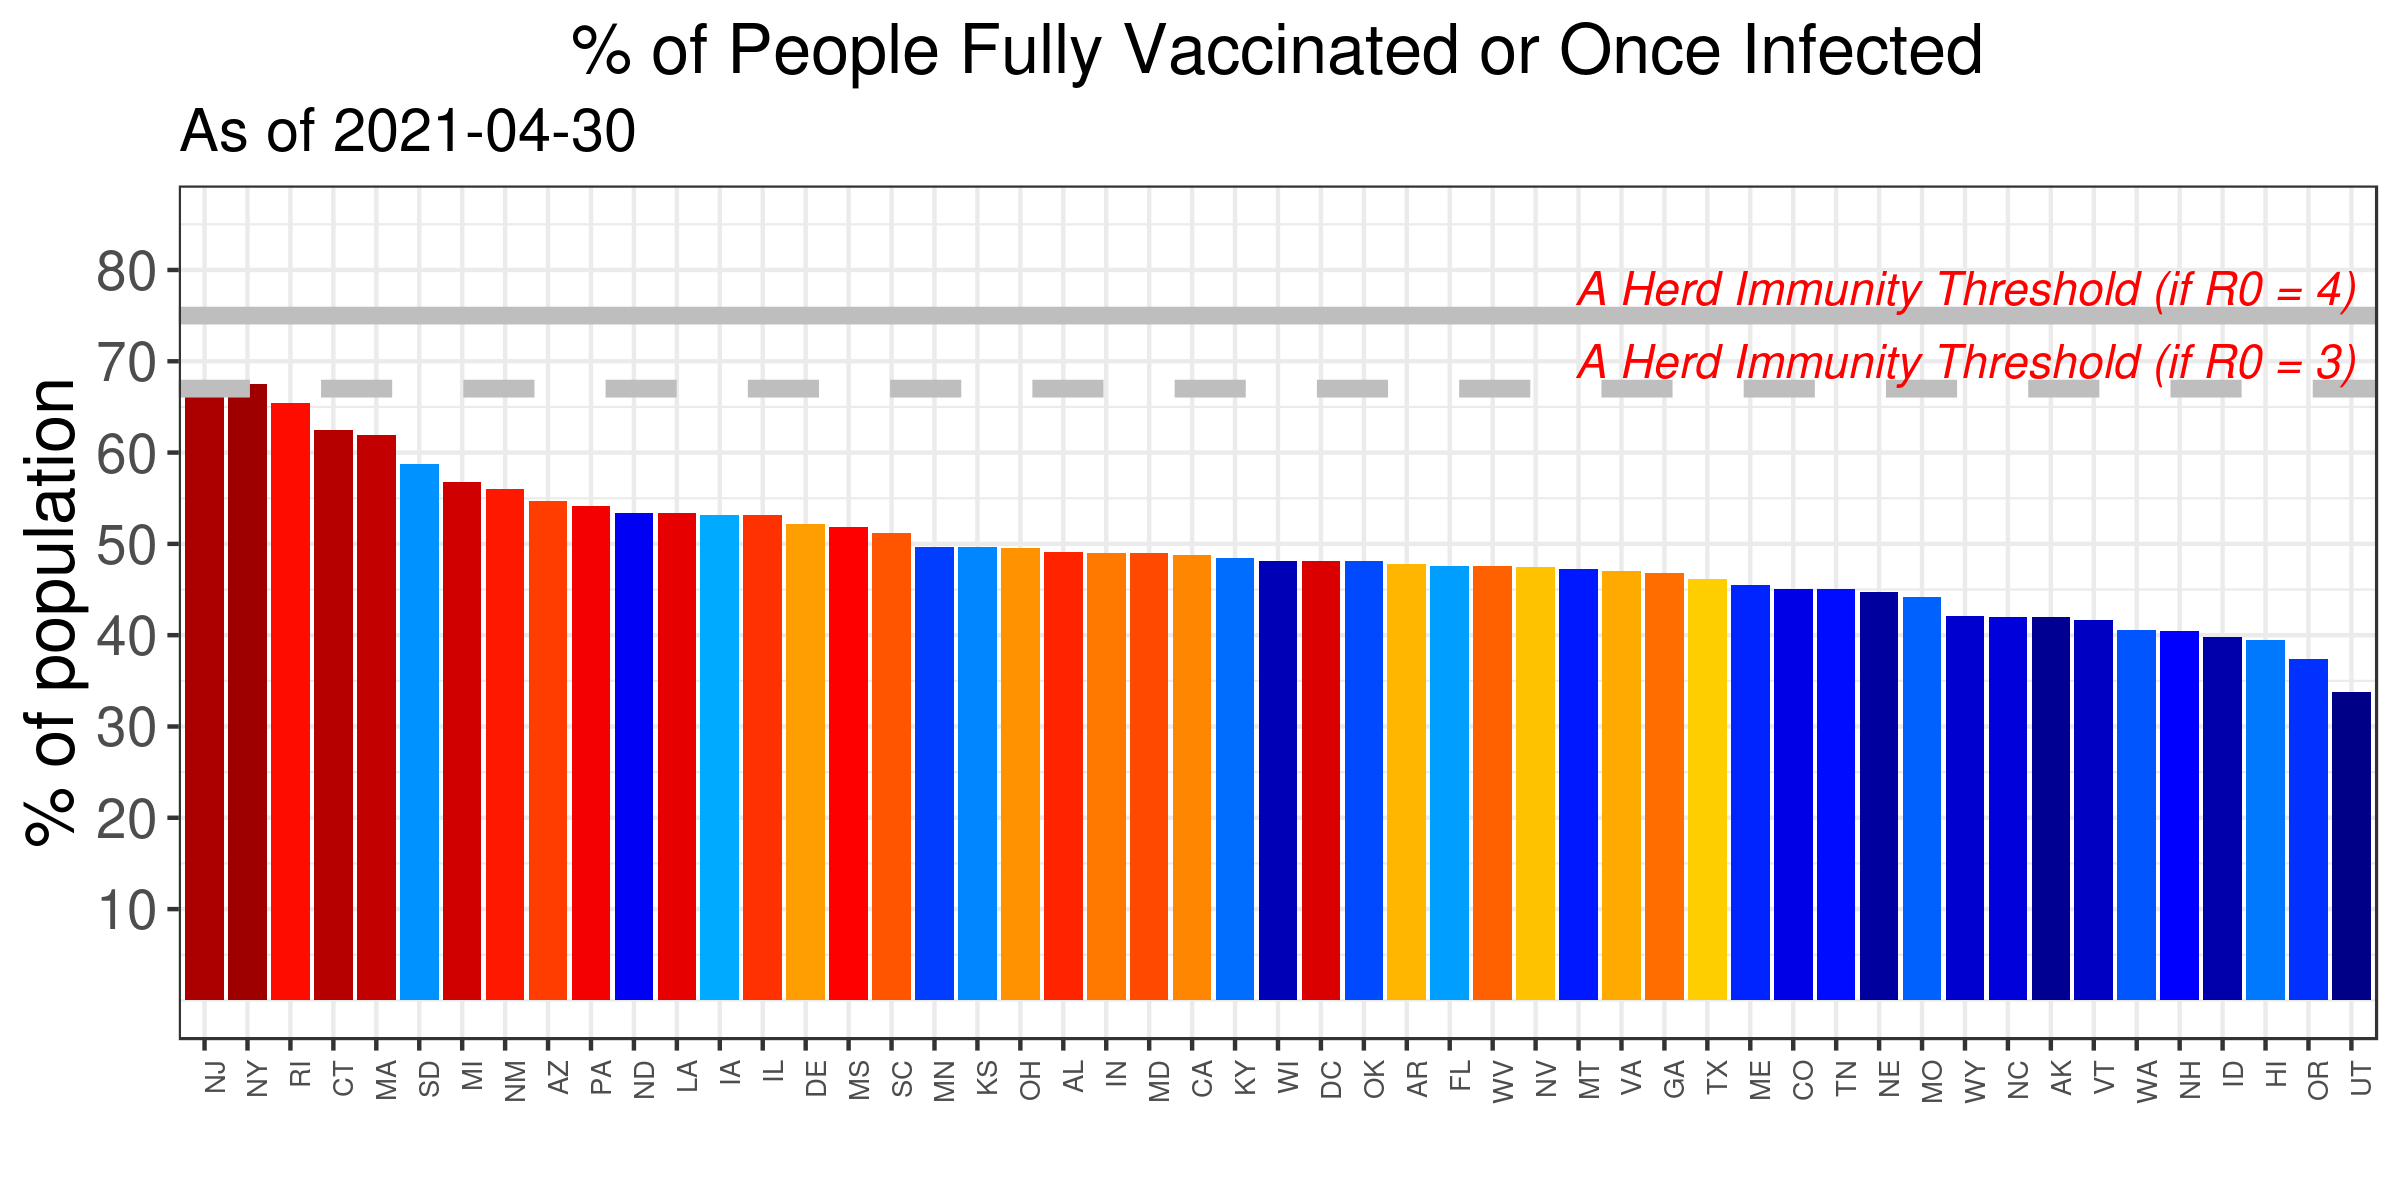 % of People Fully Vaccinated or Once Infected
As of 2021-04-30
% of population
80
70
60
50
40
30
20
10
A Herd Immunity Threshold (if R0 = 4)
A Herd Immunity Threshold (if R0 = 3)
NJ NY RI CT MA SD MI NM AZ PA ND LA IA IL DE MS SC MN KS OH AL IN MD CA KY WI DC OK AR FL WV NV MT VA GA TX ME CO TN NE MO WY NC AK VT WA NH ID HI OR UT